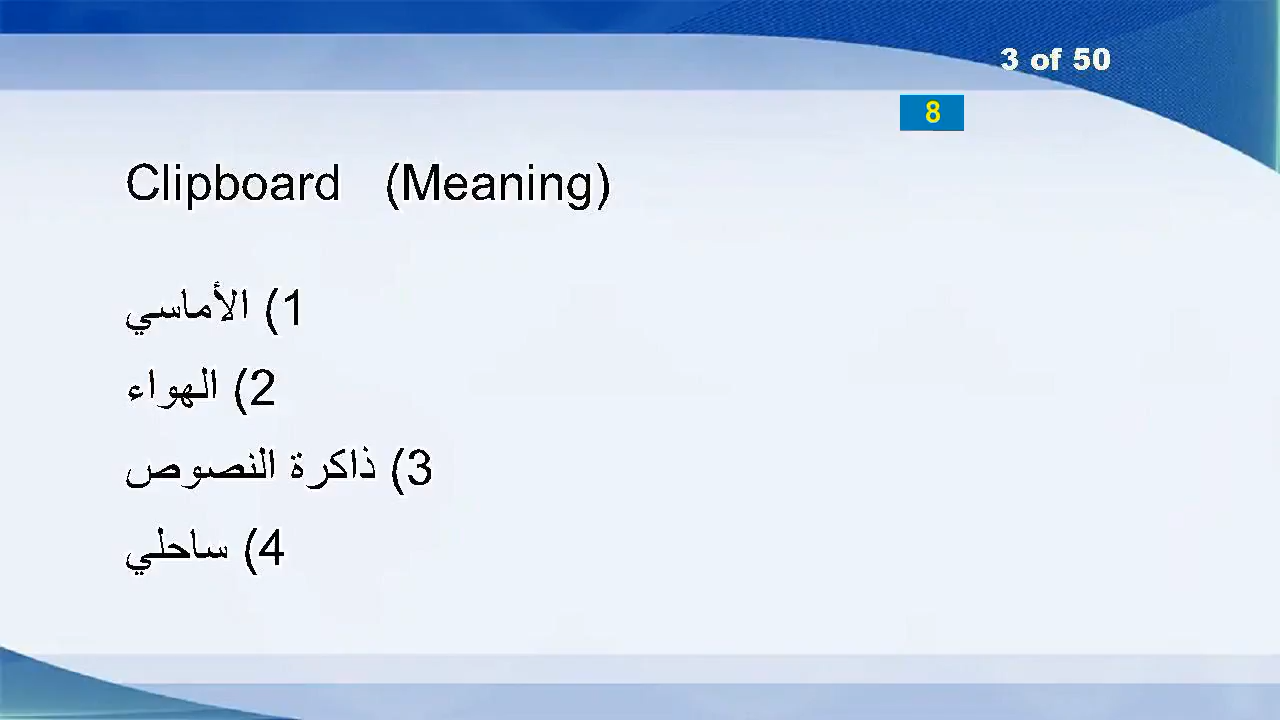 3 of 50
8
Clipboard (Meaning)
1) الأماسي
2) الهواء
3) ذاكرة النصوص
4) ساحلي